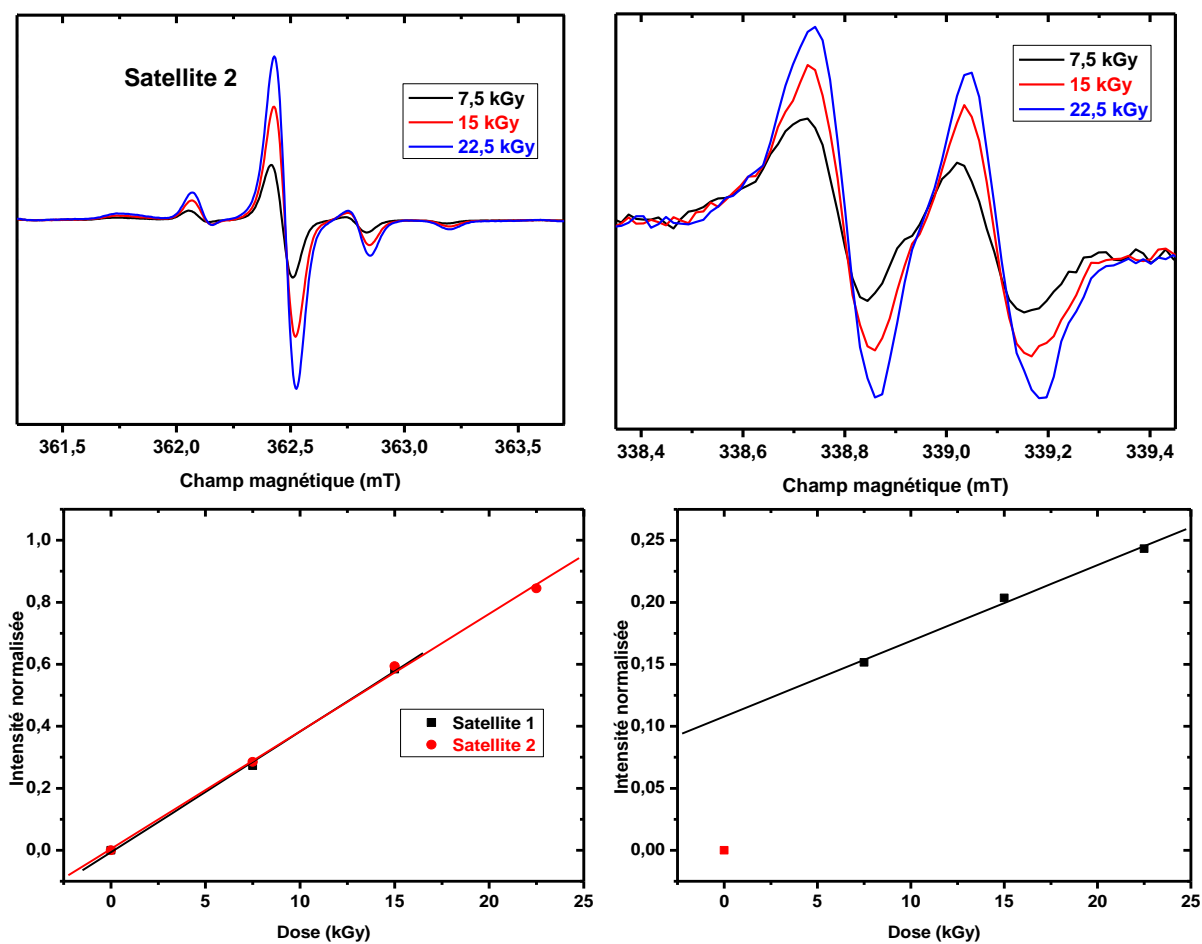 Satellite 2
7,5 kGy
15 kGy
22,5 kGy
361,5 362,0 362,5 363,0 363,5
Champ magnétique (mT)
7,5 kGy
15 kGy
22,5 kGy
338,4 338,6 338,8 339,0 339,2 339,4
Champ magnétique (mT)
Intensité normalisée
1,0
0,8
0,6
0,4
0,2
0,0
Satellite 1
Satellite 2
0 5 10 15 20 25
Dose (kGy)
Intensité normalisée
0,25
0,20
0,15
0,10
0,05
0,00
0 5 10 15 20 25
Dose (kGy)